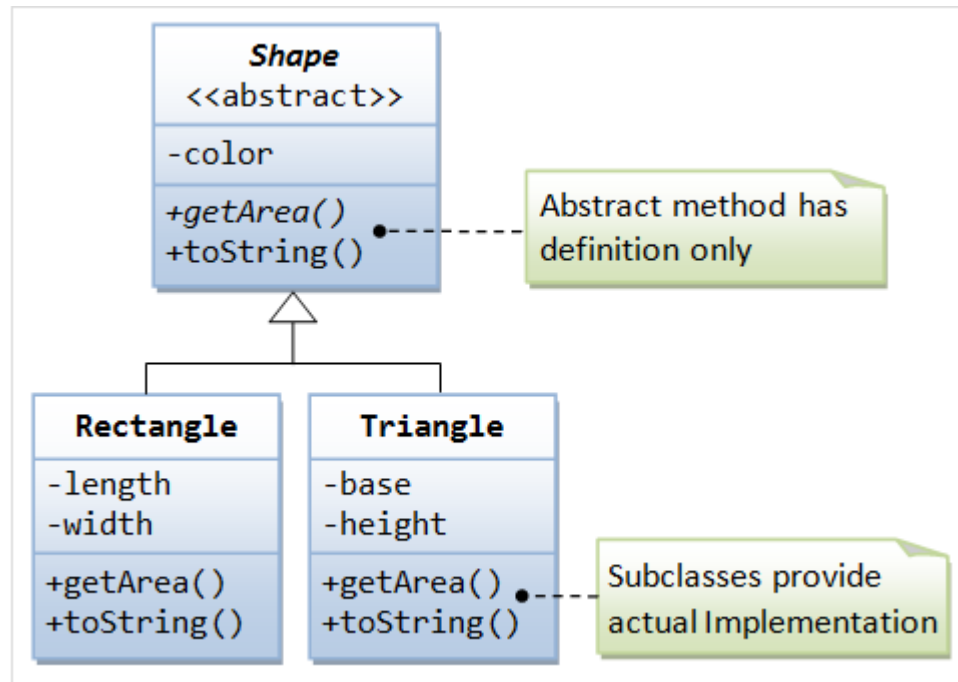 Shape
<<abstract>>
-color
+getArea()
+toString()
Abstract method has
definition only
Rectangle
-length
-width
+getArea()
+toString()
Triangle
-base
-height
+getArea()
+toString()
Subclasses provide
actual Implementation